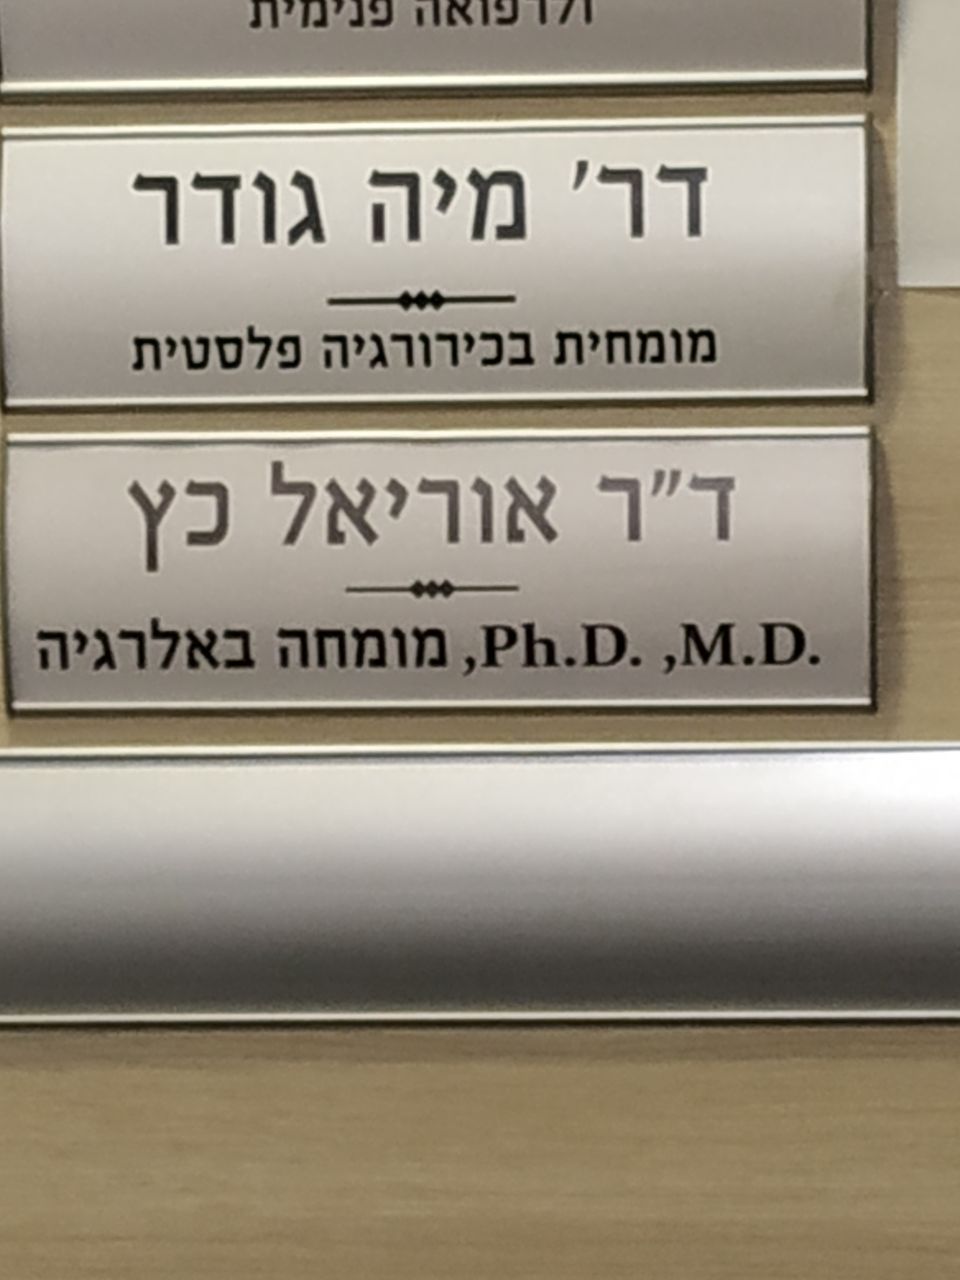 ולרפואה פנימית
דר' מיה גודר
מומחית בכירורגיה פלסטית
ד"ר אוריאל כץ
M.D., Ph.D., מומחה באלרגיה